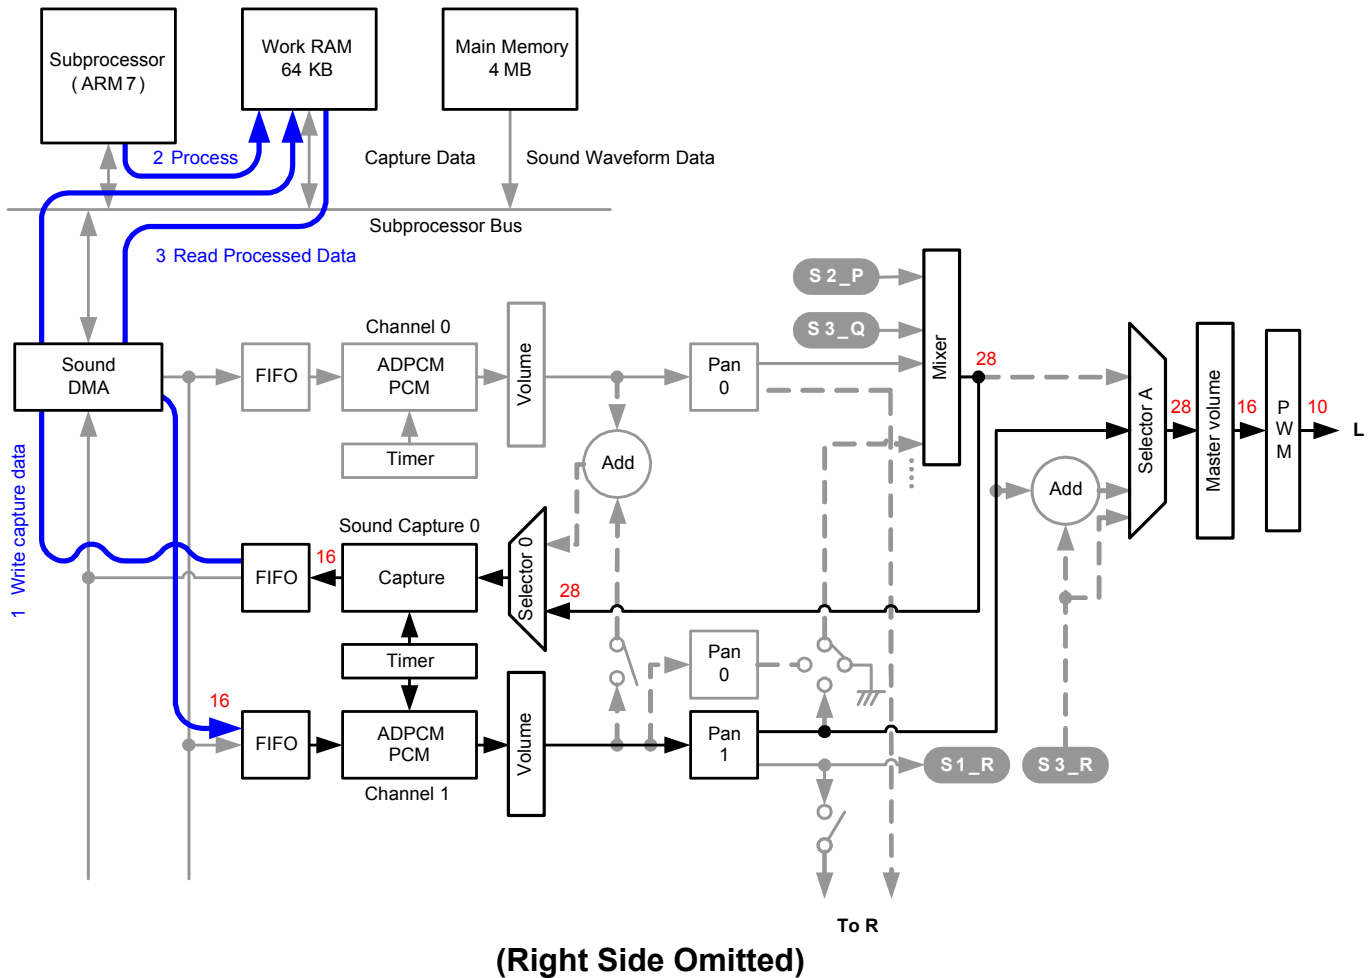 Subprocessor
( ARM 7 )
Work RAM
64 KB
Main Memory
4 MB
2 Process
Capture Data
Sound Waveform Data
Subprocessor Bus
3 Read Processed Data
S 2 _ P
S 3 _ Q
Mixer
Channel 0
Sound
DMA
FIFO
ADPCM
PCM
Volume
Pan
0
28
Timer
Add
Selector A
28
Master volume
16
P
W
M
10
L
Add
1 Write capture data
Sound Capture 0
FIFO
16
Capture
Selector 0
28
Timer
Pan
0
16
FIFO
ADPCM
PCM
Volume
Pan
1
S 1 _ R
S 3 _ R
Channel 1
To R
(Right Side Omitted)